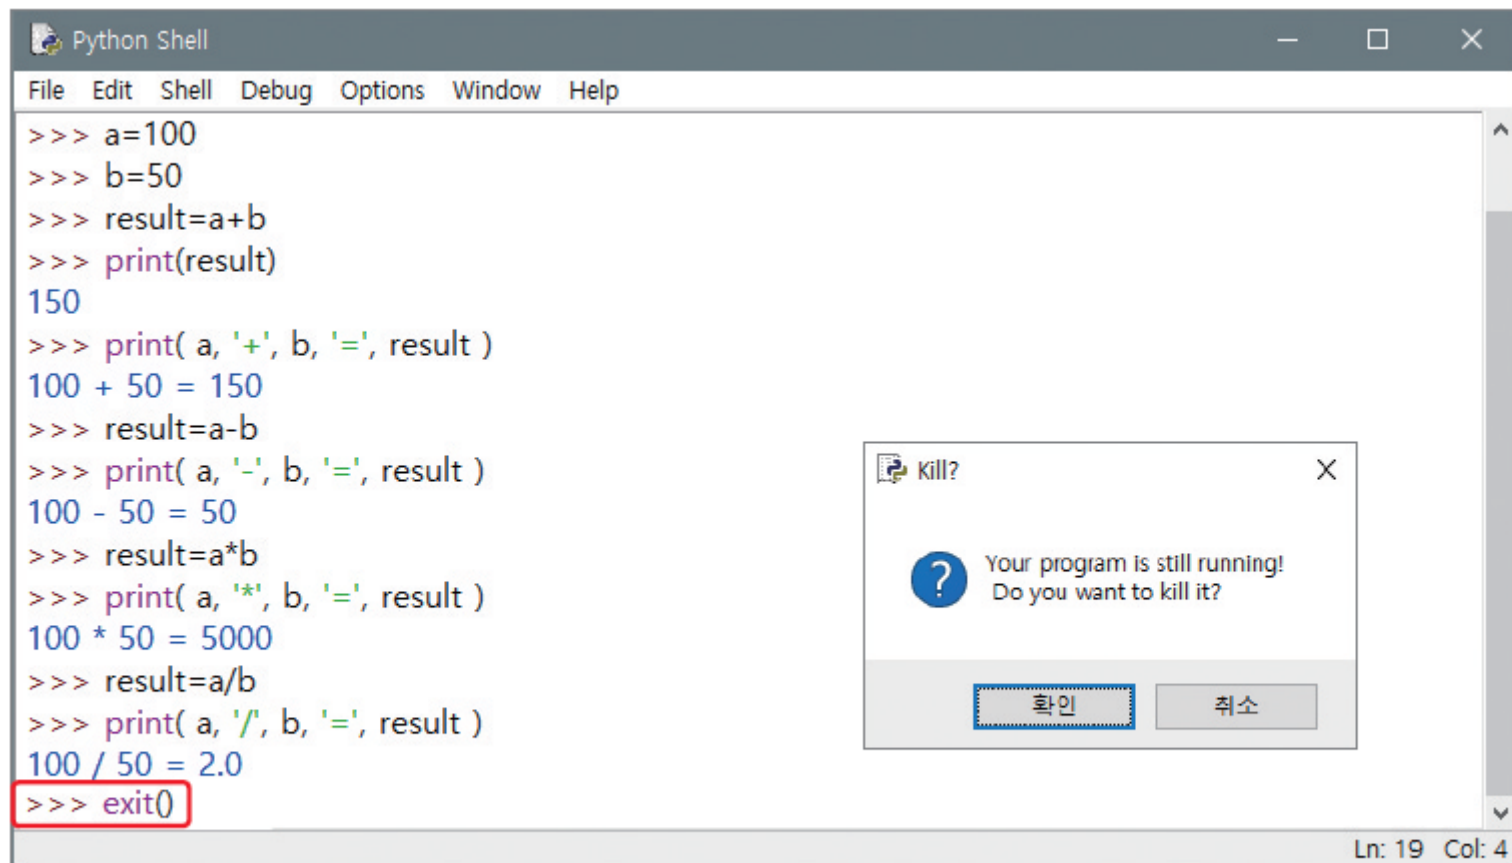 Python Shell
File Edit Shell Debug Options Window Help
>>> a=100
>>> b=50
>>> result=a+b
>>> print(result)
150
>>> print( a, '+', b, '=', result )
100 + 50 = 150
>>> result=a-b
>>> print( a, '-', b, '=', result )
100 - 50 = 50
>>> result=a*b
>>> print( a, '*', b, '=', result )
100 * 50 = 5000
>>> result=a/b
>>> print( a, '/', b, '=', result )
100 / 50 = 2.0
>>> exit()
Kill?
Your program is still running!
Do you want to kill it?
확인 취소
Ln: 19 Col: 4